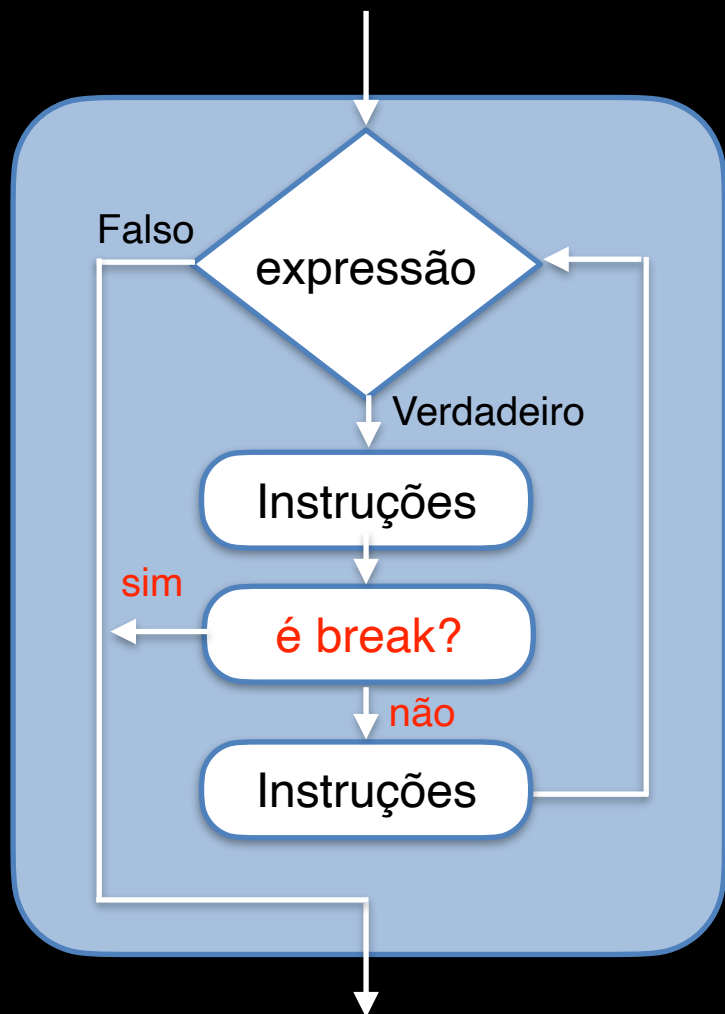 Falso
expressão
Verdadeiro
Instruções
sim
é break?
não
Instruções